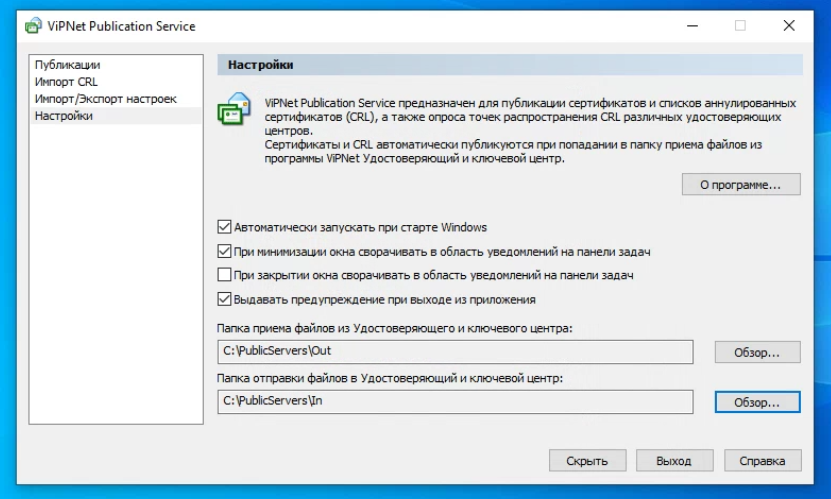 ViPNet Publication Service
Публикации
Импорт CRL
Импорт/Экспорт настроек
Настройки
Настройки
ViPNet Publication Service предназначен для публикации сертификатов и списков аннулированных
сертификатов (CRL), а также опроса точек распространения CRL различных удостоверяющих
центров.
Сертификаты и CRL автоматически публикуются при попадании в папку приема файлов из
программы ViPNet Удостоверяющий и ключевой центр.
О программе...
Автоматически запускать при старте Windows
При минимизации окна сворачивать в область уведомлений на панели задач
При закрытии окна сворачивать в область уведомлений на панели задач
Выдавать предупреждение при выходе из приложения
Папка приема файлов из Удостоверяющего и ключевого центра:
C:\PublicServers\Out
Обзор...
Папка отправки файлов в Удостоверяющий и ключевой центр:
C:\PublicServers\In
Обзор...
Скрыть
Выход
Справка